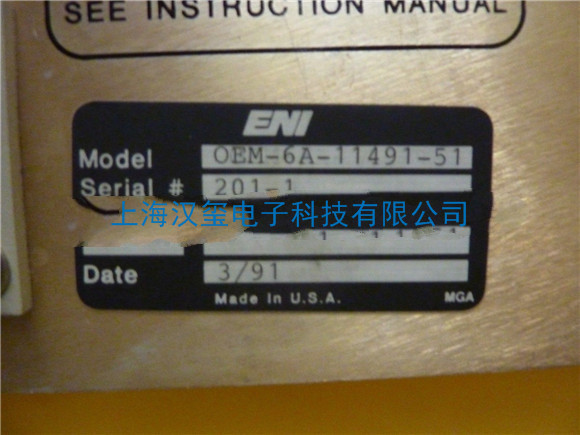 SEE INSTRUCTION MANUAL
ENI
Model OEM-6A-11491-51
Serial # 201-1
上海汉玺电子科技有限公司
Date 3/91
Made in U.S.A. MGA